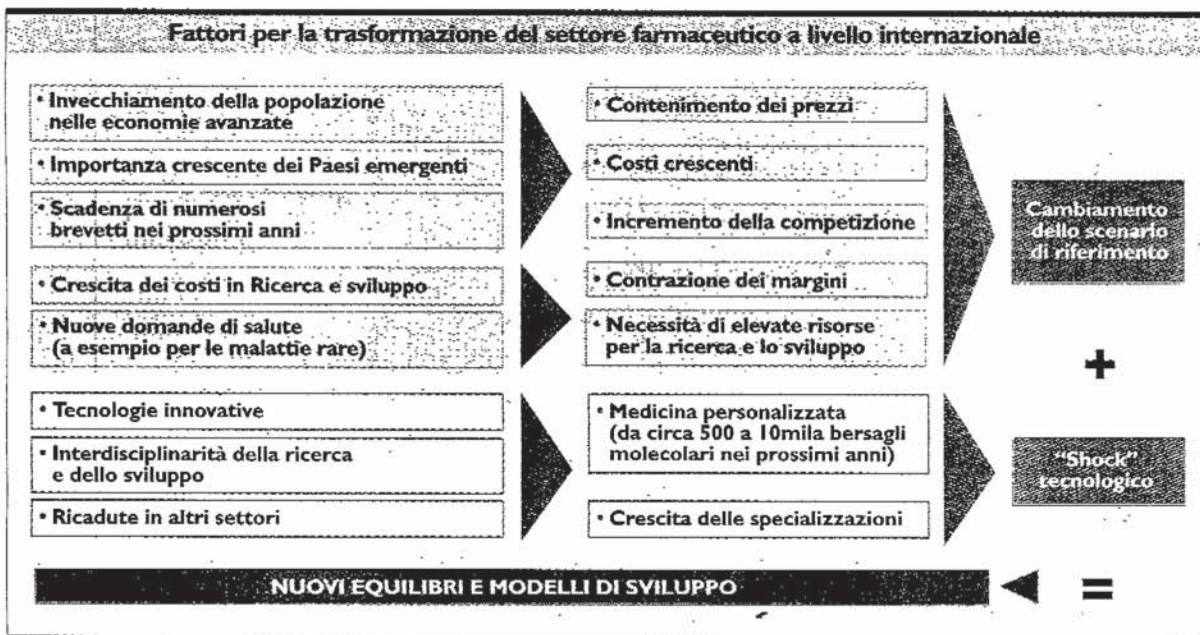 Fattori per la trasformazione del settore farmaceutico a livello internazionale
• Invecchiamento della popolazione
nelle economie avanzate
• Importanza crescente dei Paesi emergenti
• Scadenza di numerosi
brevetti nei prossimi anni
• Crescita dei costi in Ricerca e sviluppo
• Nuove domande di salute
(a esempio per le malattie rare)
• Tecnologie innovative
• Interdisciplinarità della ricerca
e dello sviluppo
• Ricadute in altri settori
• Contenimento dei prezzi
• Costi crescenti
• Incremento della competizione
• Contrazione dei margini
• Necessità di elevate risorse
per la ricerca e lo sviluppo
• Medicina personalizzata
(da circa 500 a 10mila bersagli
molecolari nei prossimi anni)
• Crescita delle specializzazioni
Cambiamento
dello scenario
di riferimento
+
"Shock"
tecnologico
=
NUOVI EQUILIBRI E MODELLI DI SVILUPPO